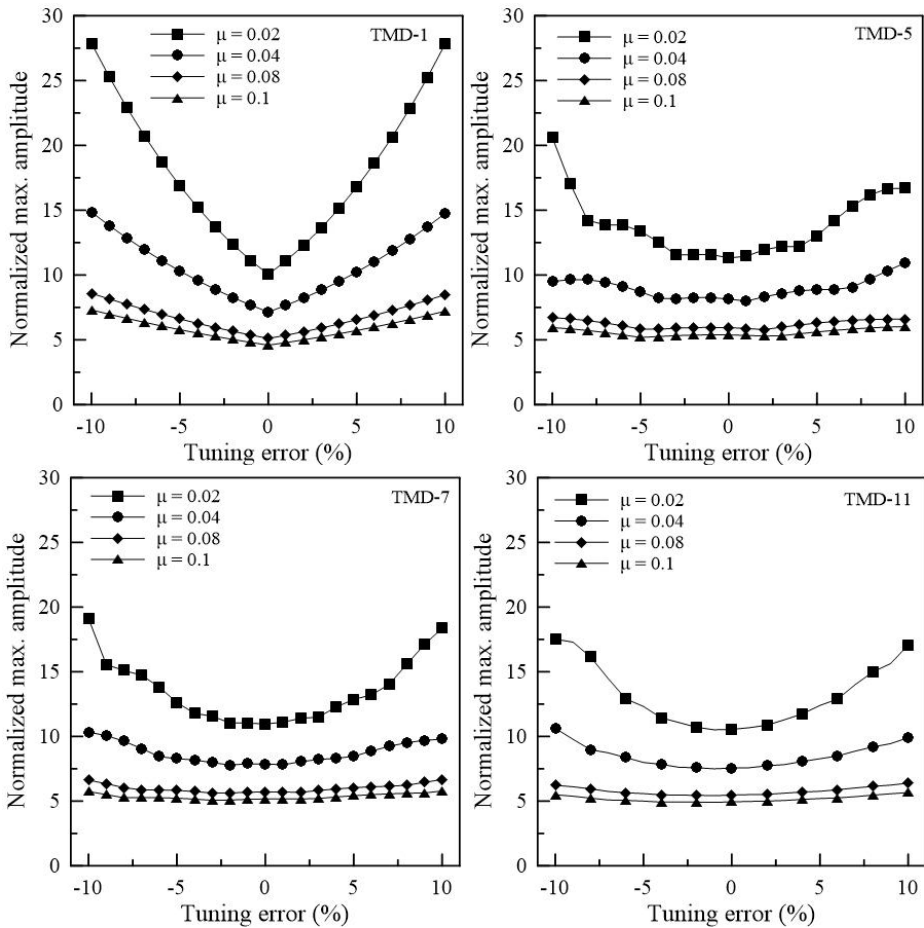 30
25
20
15
10
5
0
Normalized max. amplitude
μ = 0.02
μ = 0.04
μ = 0.08
μ = 0.1
TMD-1
-10
-5
0
5
10
Tuning error (%)
30
25
20
15
10
5
0
Normalized max. amplitude
μ = 0.02
μ = 0.04
μ = 0.08
μ = 0.1
TMD-5
-10
-5
0
5
10
Tuning error (%)
30
25
20
15
10
5
0
Normalized max. amplitude
μ = 0.02
μ = 0.04
μ = 0.08
μ = 0.1
TMD-7
-10
-5
0
5
10
Tuning error (%)
30
25
20
15
10
5
0
Normalized max. amplitude
μ = 0.02
μ = 0.04
μ = 0.08
μ = 0.1
TMD-11
-10
-5
0
5
10
Tuning error (%)